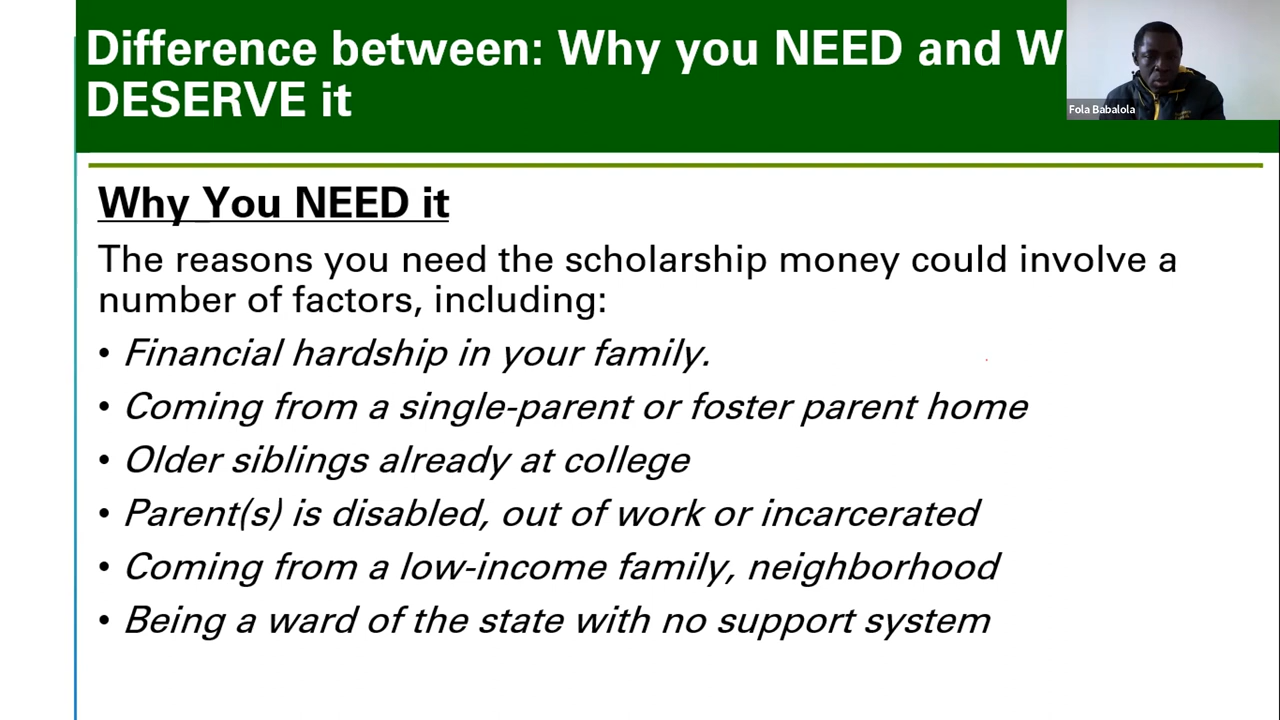 Difference between: Why you NEED and W
DESERVE it
Fola Babalola
Why You NEED it
The reasons you need the scholarship money could involve a
number of factors, including:
• Financial hardship in your family.
• Coming from a single-parent or foster parent home
• Older siblings already at college
• Parent(s) is disabled, out of work or incarcerated
• Coming from a low-income family, neighborhood
• Being a ward of the state with no support system